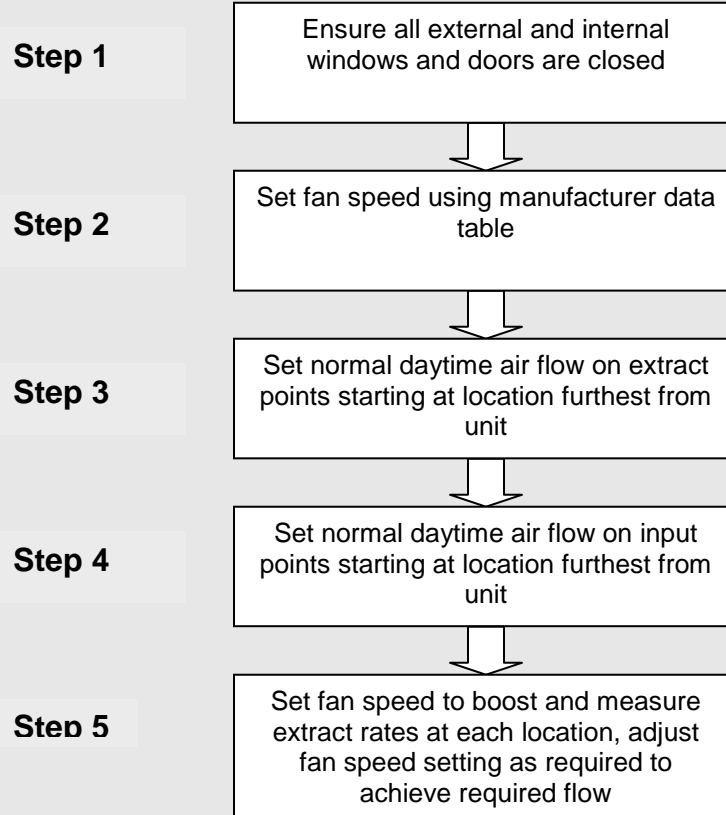 Step 1
Ensure all external and internal
windows and doors are closed
Step 2
Set fan speed using manufacturer data
table
Step 3
Set normal daytime air flow on extract
points starting at location furthest from
unit
Step 4
Set normal daytime air flow on input
points starting at location furthest from
unit
Step 5
Set fan speed to boost and measure
extract rates at each location, adjust
fan speed setting as required to
achieve required flow